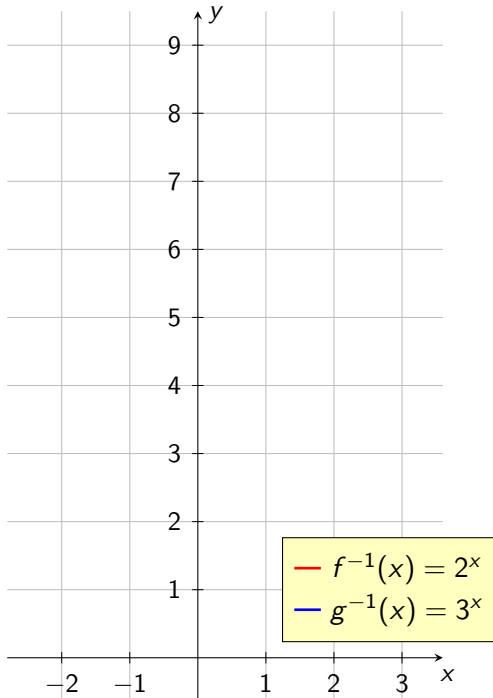 y
9
8
7
6
5
4
3
2
1
f⁻¹(x) = 2ˣ
g⁻¹(x) = 3ˣ
−2 −1 1 2 3 x